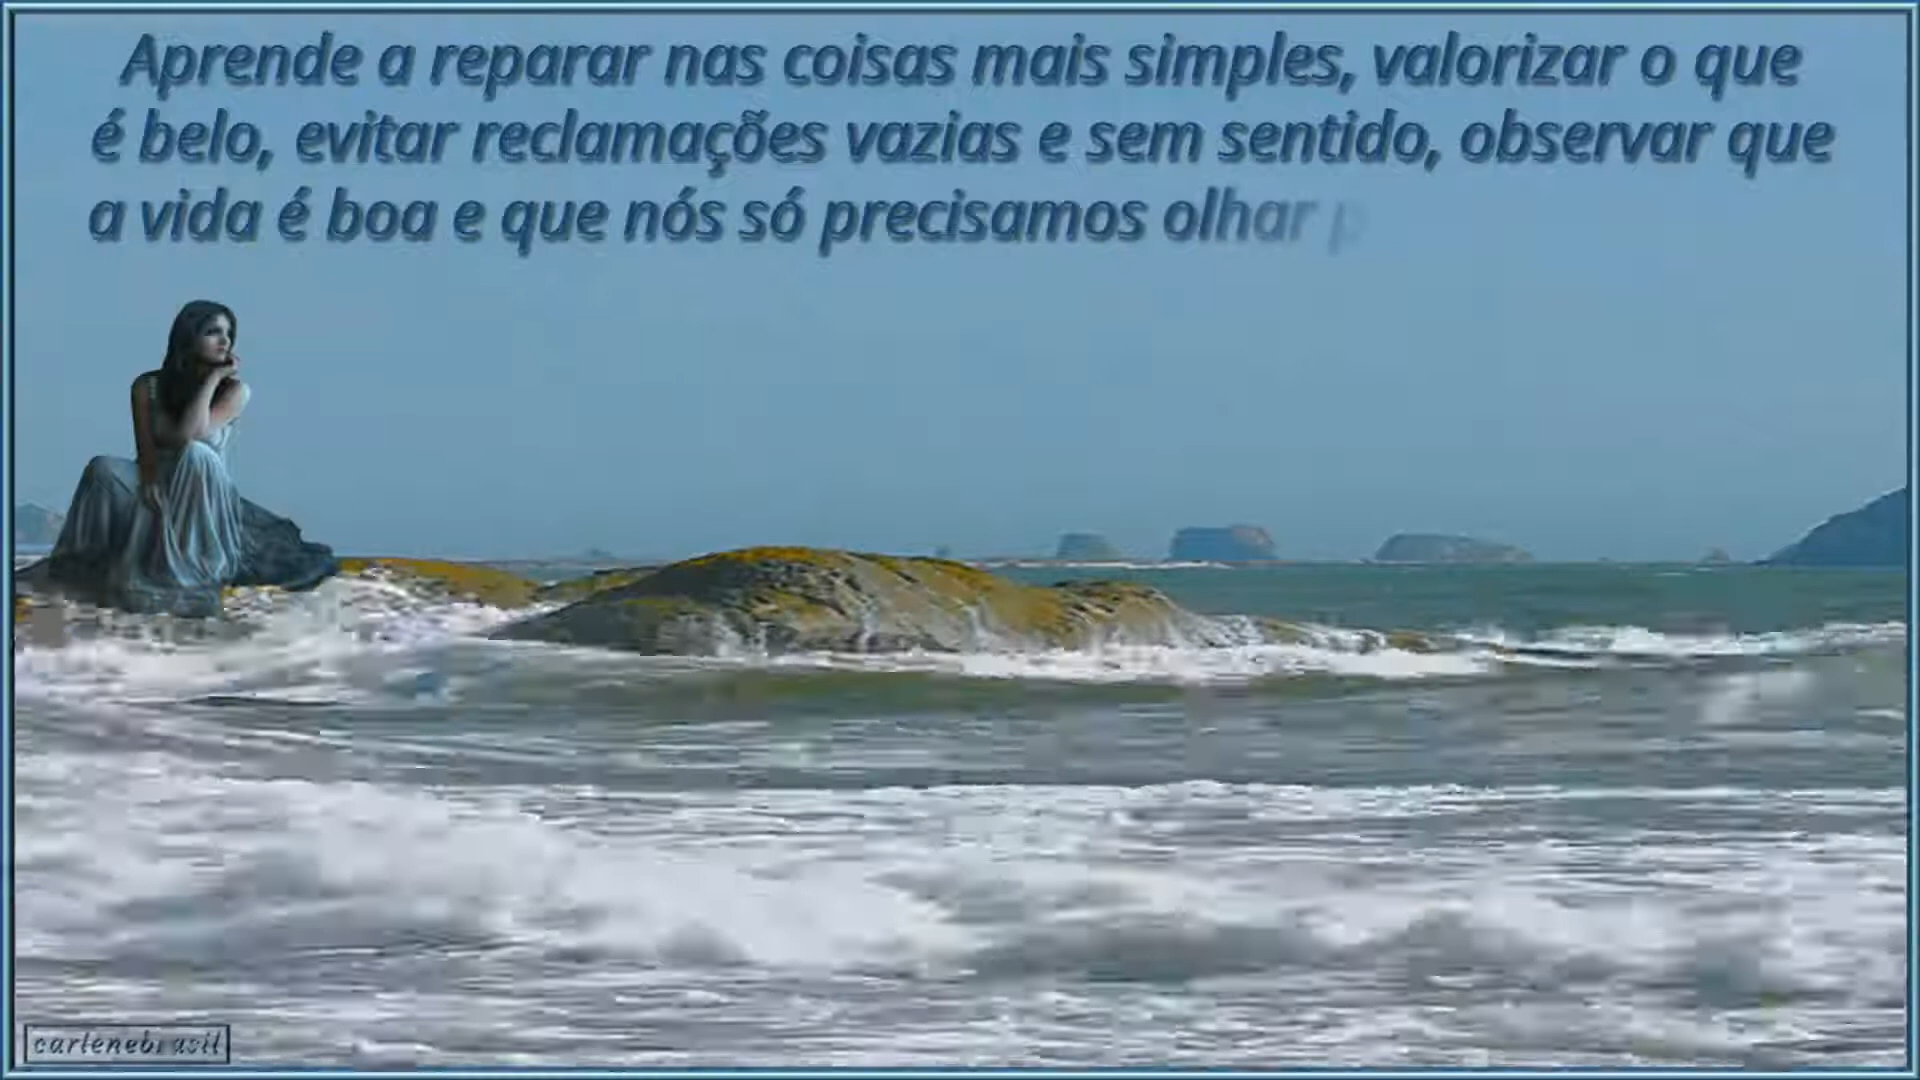 Aprende a reparar nas coisas mais simples, valorizar o que
é belo, evitar reclamações vazias e sem sentido, observar que
a vida é boa e que nós só precisamos olhar p
carlenebrasil